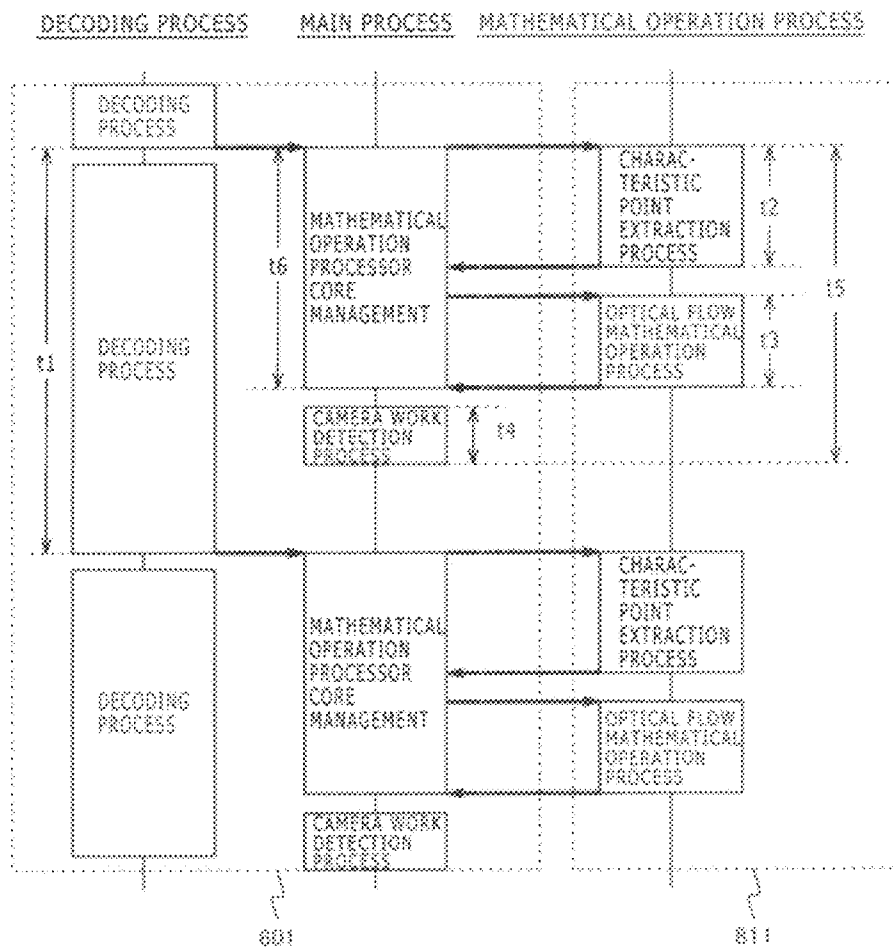 DECODING PROCESS
MAIN PROCESS
MATHEMATICAL OPERATION PROCESS
DECODING
PROCESS
t1
DECODING
PROCESS
t6
MATHEMATICAL
OPERATION
PROCESSOR
CORE
MANAGEMENT
CHARAC-
TERISTIC
POINT
EXTRACTION
PROCESS
t2
t5
OPTICAL FLOW
MATHEMATICAL
OPERATION
PROCESS
t3
CAMERA WORK
DETECTION
PROCESS
t4
DECODING
PROCESS
MATHEMATICAL
OPERATION
PROCESSOR
CORE
MANAGEMENT
CHARAC-
TERISTIC
POINT
EXTRACTION
PROCESS
OPTICAL FLOW
MATHEMATICAL
OPERATION
PROCESS
CAMERA WORK
DETECTION
PROCESS
601
811